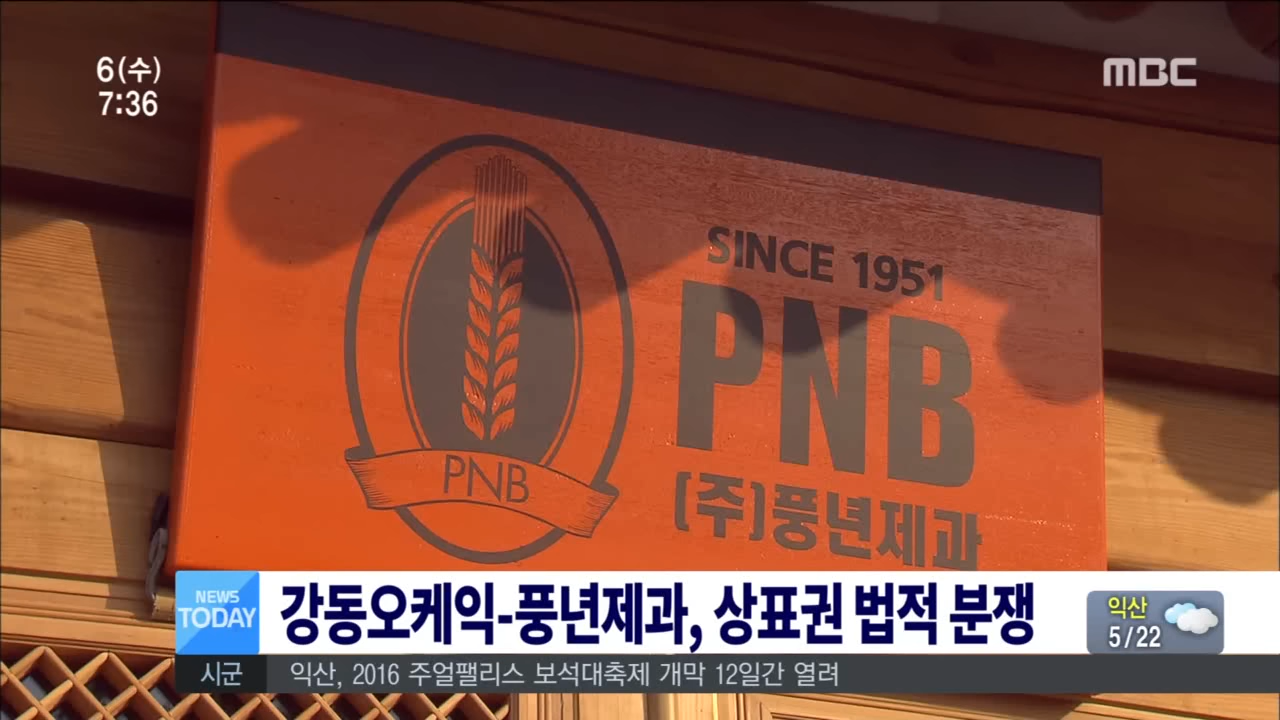 6(수)
7:36
MBC
SINCE 1951
PNB
PNB
(주)풍년제과
NEWS
TODAY
강동오케익-풍년제과, 상표권 법적 분쟁
익산
5/22
시군
익산, 2016 주얼팰리스 보석대축제 개막 12일간 열려